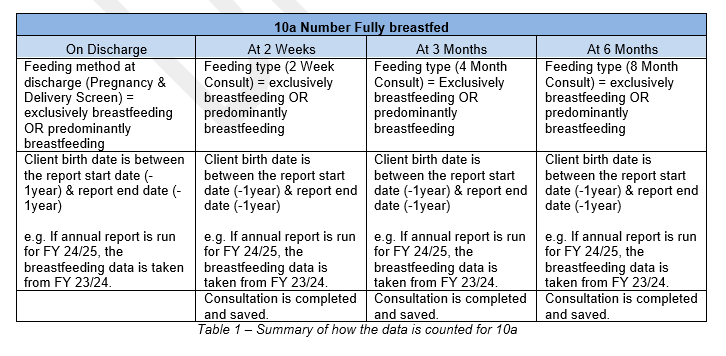 10a Number Fully breastfed
On Discharge
At 2 Weeks
At 3 Months
At 6 Months
Feeding method at
discharge (Pregnancy &
Delivery Screen) =
exclusively breastfeeding
OR predominantly
breastfeeding
Feeding type (2 Week
Consult) = exclusively
breastfeeding OR
predominantly
breastfeeding
Feeding type (4 Month
Consult) = Exclusively
breastfeeding OR
predominantly
breastfeeding
Feeding type (8 Month
Consult) = exclusively
breastfeeding OR
predominantly
breastfeeding
Client birth date is between
the report start date (-
1year) & report end date (-
1year)
e.g. If annual report is run
for FY 24/25, the
breastfeeding data is taken
from FY 23/24.
Client birth date is
between the report start
date (-1year) & report end
date (-1year)
e.g. If annual report is run
for FY 24/25, the
breastfeeding data is
taken from FY 23/24.
Client birth date is
between the report start
date (-1year) & report end
date (-1year)
e.g. If annual report is run
for FY 24/25, the
breastfeeding data is
taken from FY 23/24.
Client birth date is
between the report start
date (-1year) & report end
date (-1year)
e.g. If annual report is run
for FY 24/25, the
breastfeeding data is
taken from FY 23/24.
Consultation is completed
and saved.
Consultation is completed
and saved.
Consultation is completed
and saved.
Table 1 – Summary of how the data is counted for 10a